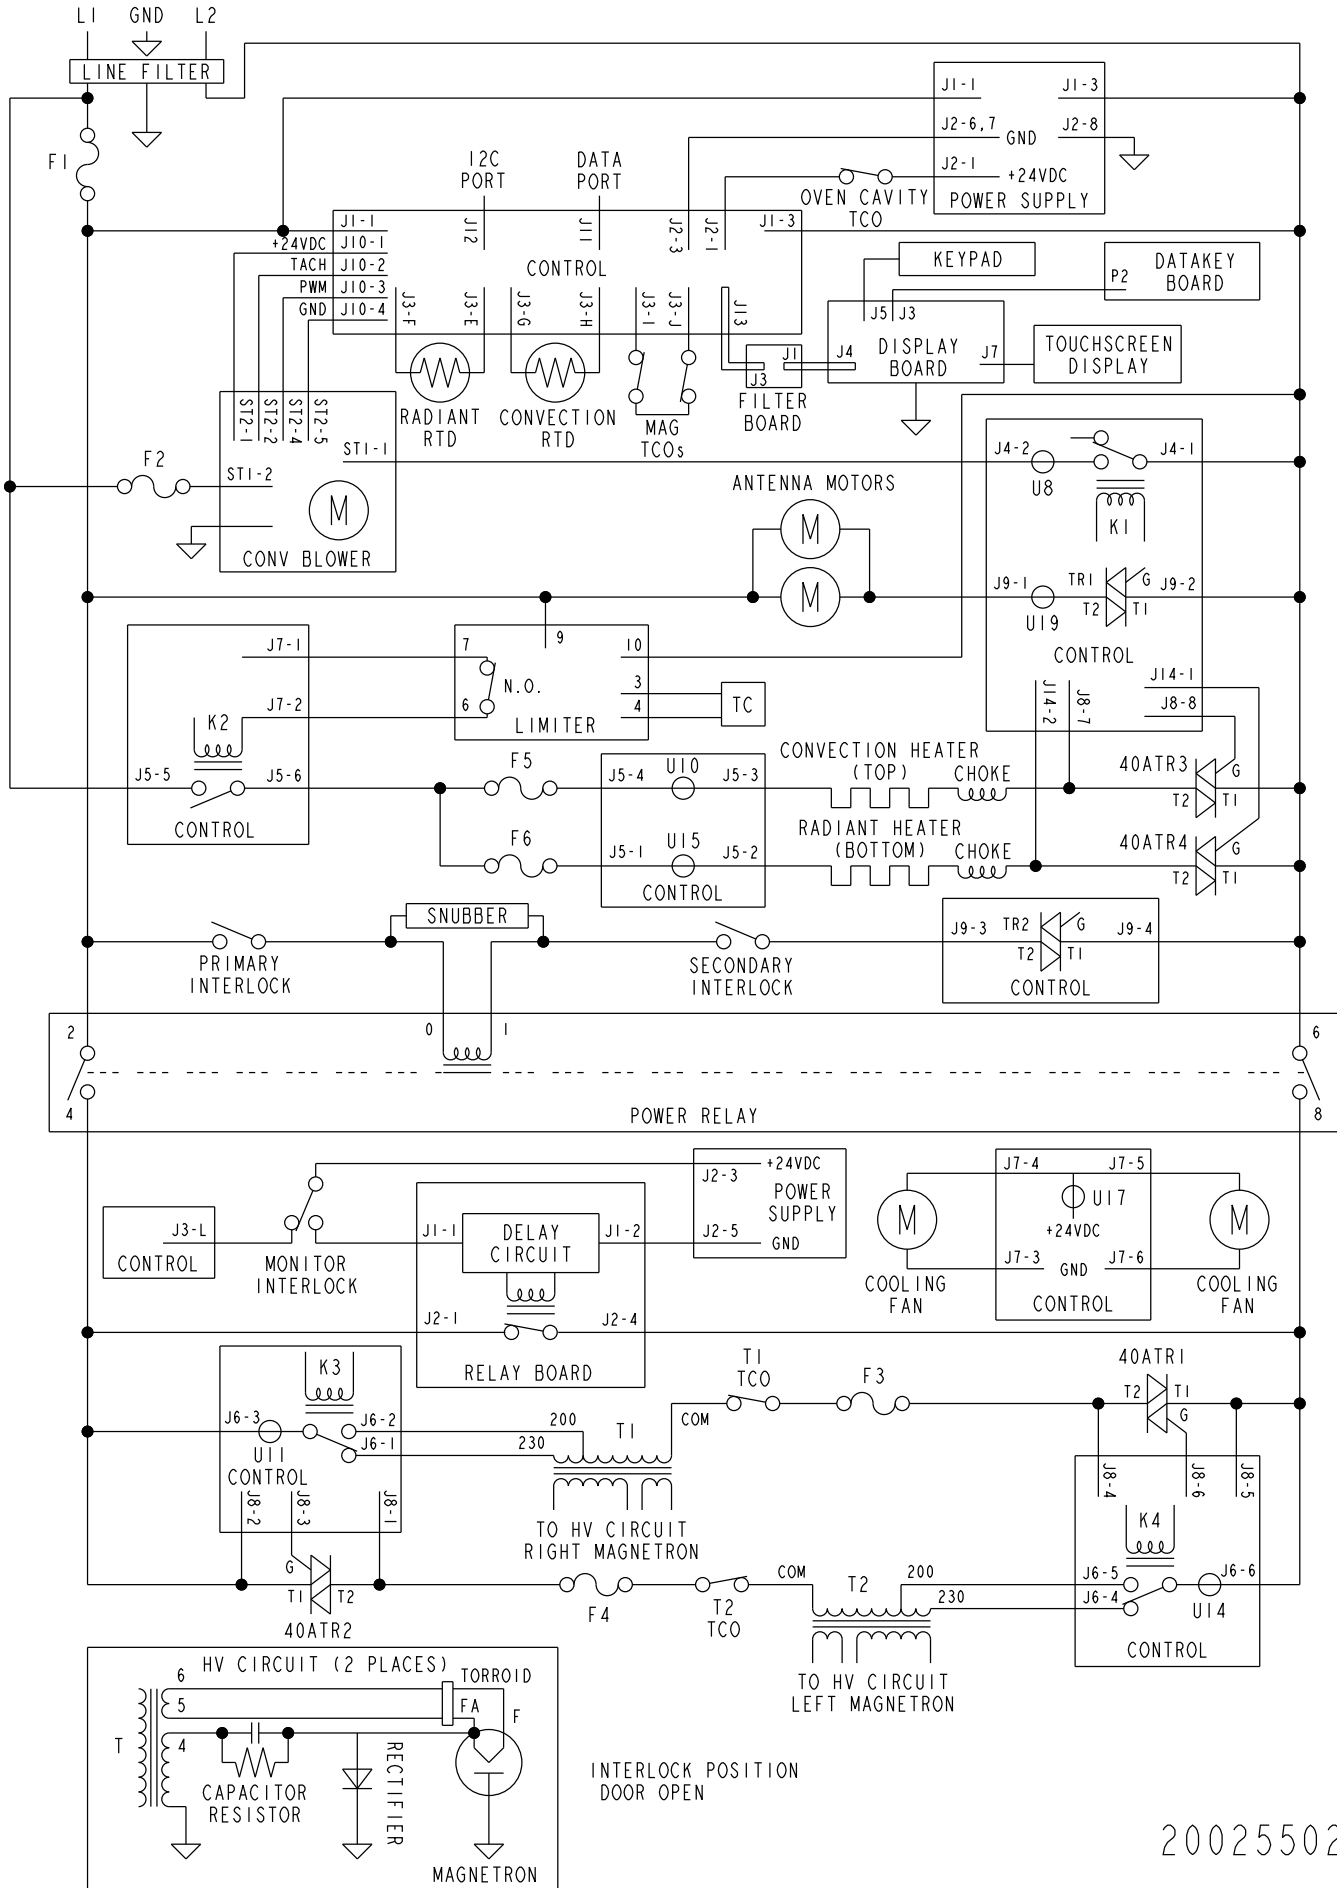 L1 GND L2
LINE FILTER
F1
J1-1 J1-3
J2-6,7 GND J2-8
J2-1 +24VDC
POWER SUPPLY
OVEN CAVITY
TCO
I2C
PORT
DATA
PORT
J1-1
+24VDC J10-1
TACH J10-2
PWM J10-3
GND J10-4
J12
J11
J2-3
J2-1
J1-3
CONTROL
J3-F
J3-E
J3-G
J3-H
J3-I
J3-J
J13
RADIANT
RTD
CONVECTION
RTD
MAG
TCOs
J3 J1
FILTER
BOARD
KEYPAD
P2
DATAKEY
BOARD
J5 J3
J4
DISPLAY
BOARD
J7
TOUCHSCREEN
DISPLAY
ST2-1
ST2-2
ST2-4
ST2-5
ST1-1
F2
ST1-2
M
CONV BLOWER
ANTENNA MOTORS
M
M
J4-2
U8
J4-1
K1
J9-1
U19
TR1 G
T2 T1
J9-2
CONTROL
J14-2
J8-7
J14-1
J8-8
J7-1
J7-2
K2
J5-5 J5-6
CONTROL
7 9 10
N.O.
6
3
4
LIMITER
TC
F5
J5-4 U10 J5-3
F6
J5-1 U15 J5-2
CONTROL
CONVECTION HEATER
(TOP)
CHOKE
RADIANT HEATER
(BOTTOM)
CHOKE
40ATR3 G
T2 T1
40ATR4 G
T2 T1
SNUBBER
PRIMARY
INTERLOCK
SECONDARY
INTERLOCK
J9-3 TR2 G J9-4
T2 T1
CONTROL
2 0 1 6
4 8
POWER RELAY
J3-L
CONTROL
MONITOR
INTERLOCK
J1-1 DELAY
CIRCUIT
J1-2
J2-1 J2-4
RELAY BOARD
+24VDC
J2-3
POWER
SUPPLY
J2-5 GND
M
COOLING
FAN
J7-4 J7-5
U17
+24VDC
J7-3 GND J7-6
CONTROL
M
COOLING
FAN
K3
J6-3 J6-2
U11 J6-1
CONTROL
J8-2
J8-3
J8-1
200
230
T1
COM
T1
TCO
F3
40ATR1
T2 T1
G
TO HV CIRCUIT
RIGHT MAGNETRON
J8-4
J8-6
J8-5
K4
J6-5
J6-4
J6-6
U14
CONTROL
G
T1 T2
40ATR2
F4
T2
TCO
COM
T2
200
230
TO HV CIRCUIT
LEFT MAGNETRON
HV CIRCUIT (2 PLACES)
6
5
T 4
TORROID
FA F
CAPACITOR
RESISTOR
RECTIFIER
MAGNETRON
INTERLOCK POSITION
DOOR OPEN
20025502